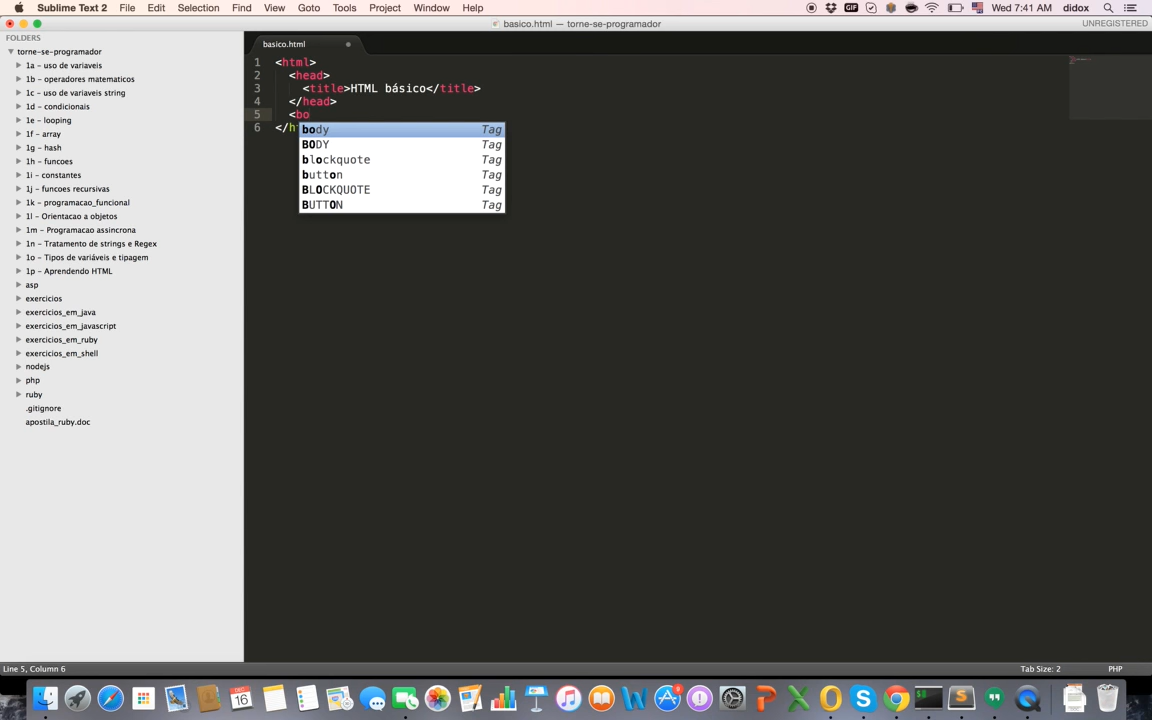 Sublime Text 2 File Edit Selection Find View Goto Tools Project Window Help GIF Wed 7:41 AM didox
basico.html — torne-se-programador UNREGISTERED
FOLDERS
torne-se-programador
1a - uso de variaveis
1b - operadores matematicos
1c - uso de variaveis string
1d - condicionais
1e - looping
1f - array
1g - hash
1h - funcoes
1i - constantes
1j - funcoes recursivas
1k - programacao_funcional
1l - Orientacao a objetos
1m - Programacao assincrona
1n - Tratamento de strings e Regex
1o - Tipos de variáveis e tipagem
1p - Aprendendo HTML
asp
exercicios
exercicios_em_java
exercicios_em_javascript
exercicios_em_ruby
exercicios_em_shell
nodejs
php
ruby
.gitignore
apostila_ruby.doc
basico.html
1 <html>
2 <head>
3 <title>HTML básico</title>
4 </head>
5 <bo
6 </h
body Tag
BODY Tag
blockquote Tag
button Tag
BLOCKQUOTE Tag
BUTTON Tag
Line 5, Column 6 Tab Size: 2 PHP
DEC
16